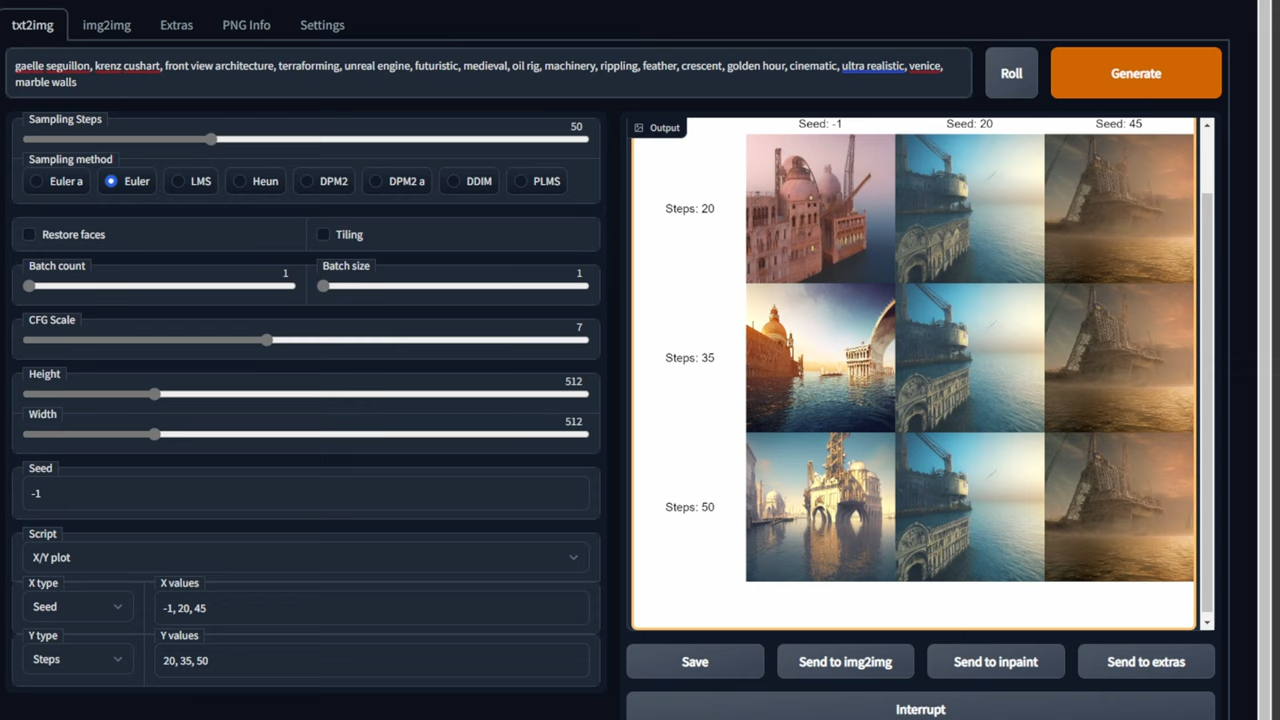 txt2img img2img Extras PNG Info Settings
gaelle seguillon, krenz cushart, front view architecture, terraforming, unreal engine, futuristic, medieval, oil rig, machinery, rippling, feather, crescent, golden hour, cinematic, ultra realistic, venice,
marble walls
Roll
Generate
Sampling Steps
50
Sampling method
Euler a Euler LMS Heun DPM2 DPM2 a DDIM PLMS
Restore faces
Tiling
Batch count
1
Batch size
1
CFG Scale
7
Height
512
Width
512
Seed
-1
Script
X/Y plot
X type
Seed
X values
-1, 20, 45
Y type
Steps
Y values
20, 35, 50
Output
Seed: -1 Seed: 20 Seed: 45
Steps: 20
Steps: 35
Steps: 50
Save Send to img2img Send to inpaint Send to extras
Interrupt